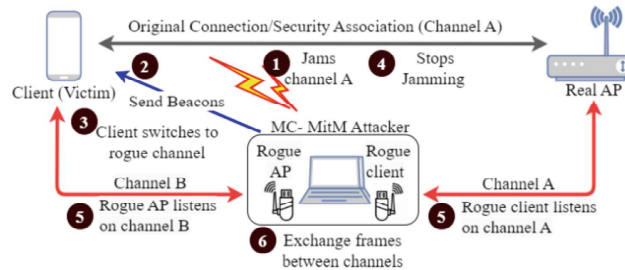 Original Connection/Security Association (Channel A)
1 Jams
channel A
4 Stops
Jamming
2
Send Beacons
Client (Victim)
Real AP
3 Client switches to
rogue channel
MC- MitM Attacker
Rogue
AP
Rogue
client
Channel B
5 Rogue AP listens
on channel B
Channel A
5 Rogue client listens
on channel A
6 Exchange frames
between channels